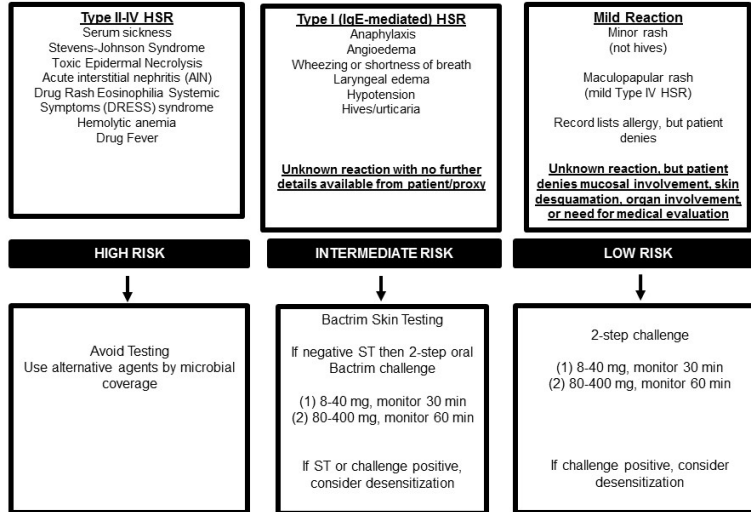 Type II-IV HSR
Serum sickness
Stevens-Johnson Syndrome
Toxic Epidermal Necrolysis
Acute interstitial nephritis (AIN)
Drug Rash Eosinophilia Systemic
Symptoms (DRESS) syndrome
Hemolytic anemia
Drug Fever
Type I (IgE-mediated) HSR
Anaphylaxis
Angioedema
Wheezing or shortness of breath
Laryngeal edema
Hypotension
Hives/urticaria
Unknown reaction with no further
details available from patient/proxy
Mild Reaction
Minor rash
(not hives)
Maculopapular rash
(mild Type IV HSR)
Record lists allergy, but patient
denies
Unknown reaction, but patient
denies mucosal involvement, skin
desquamation, organ involvement,
or need for medical evaluation
HIGH RISK
INTERMEDIATE RISK
LOW RISK
Avoid Testing
Use alternative agents by microbial
coverage
Bactrim Skin Testing
If negative ST then 2-step oral
Bactrim challenge
(1) 8-40 mg, monitor 30 min
(2) 80-400 mg, monitor 60 min
If ST or challenge positive,
consider desensitization
2-step challenge
(1) 8-40 mg, monitor 30 min
(2) 80-400 mg, monitor 60 min
If challenge positive, consider
desensitization